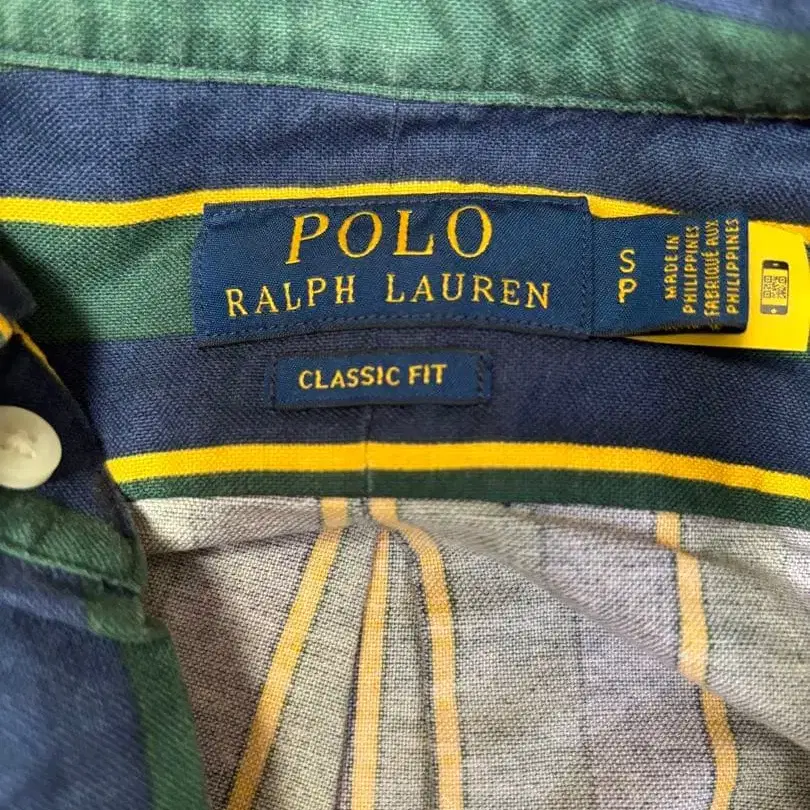 POLO
RALPH LAUREN
CLASSIC FIT
S
P
MADE IN
PHILIPPINES
FABRIQUÉ AUX
PHILIPPINES